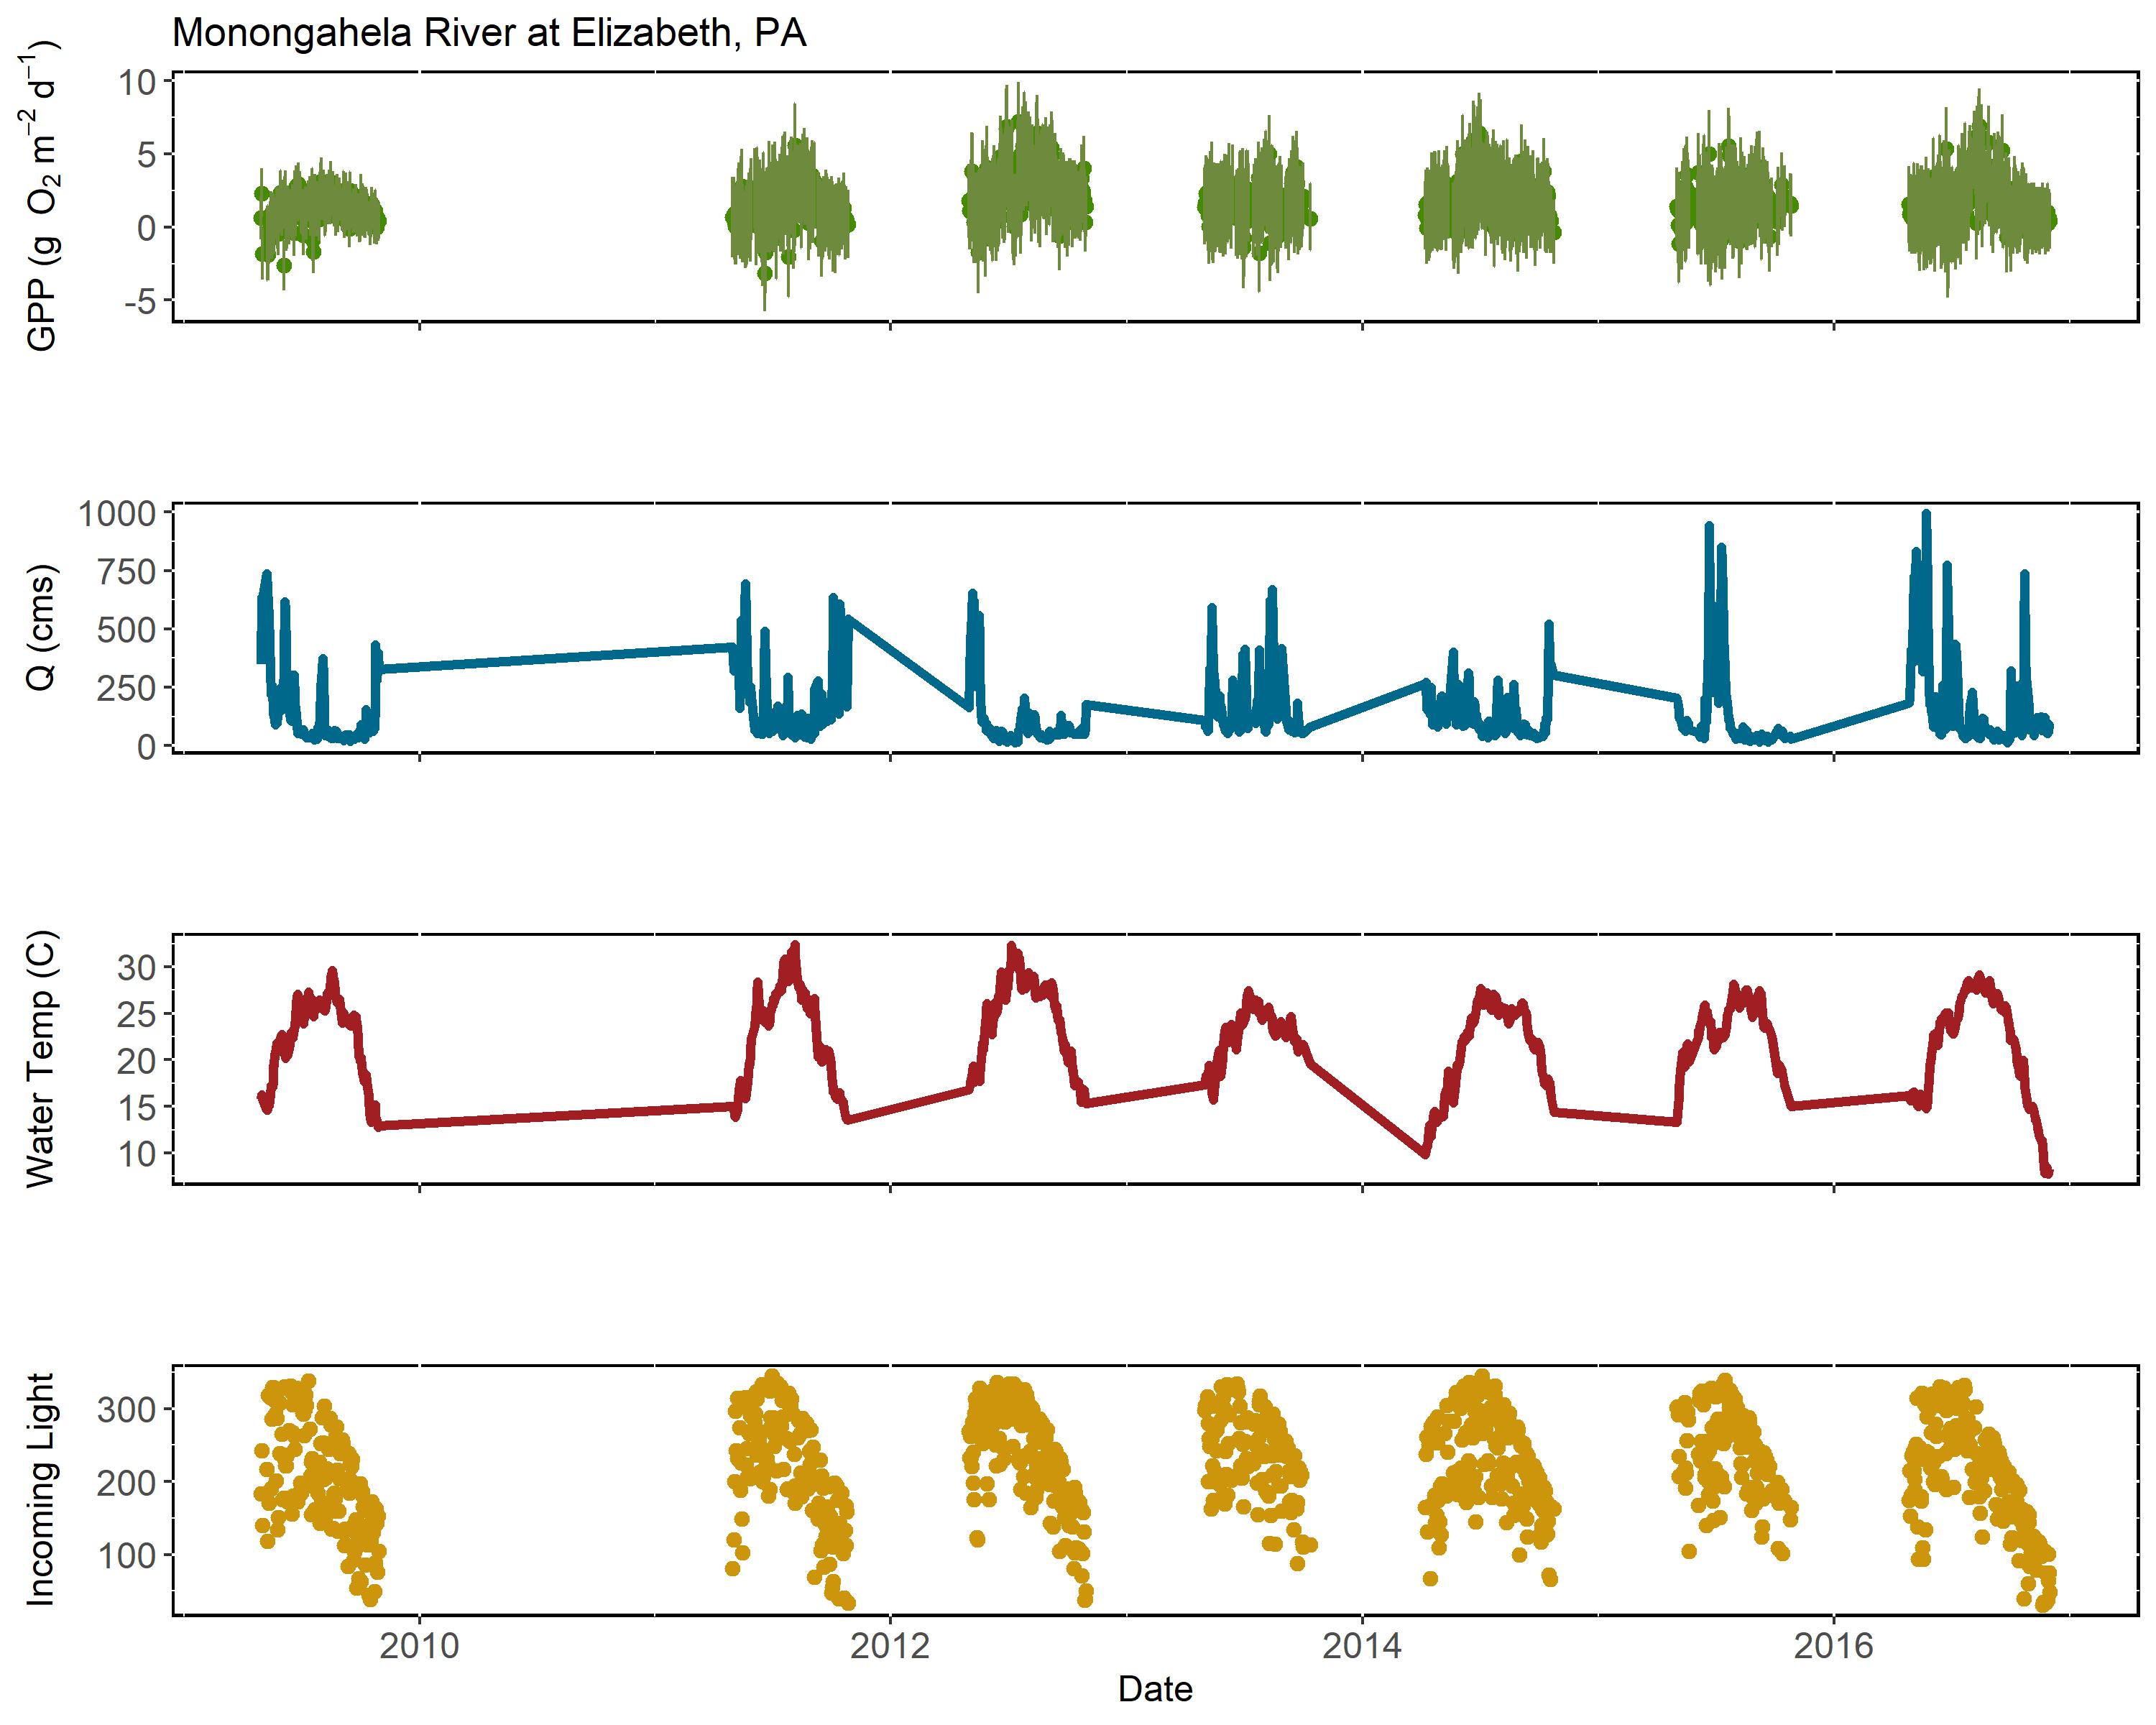 Monongahela River at Elizabeth, PA
GPP (g O₂ m⁻² d⁻¹)
10
5
0
-5
Q (cms)
1000
750
500
250
0
Water Temp (C)
30
25
20
15
10
Incoming Light
300
200
100
2010 2012 2014 2016
Date